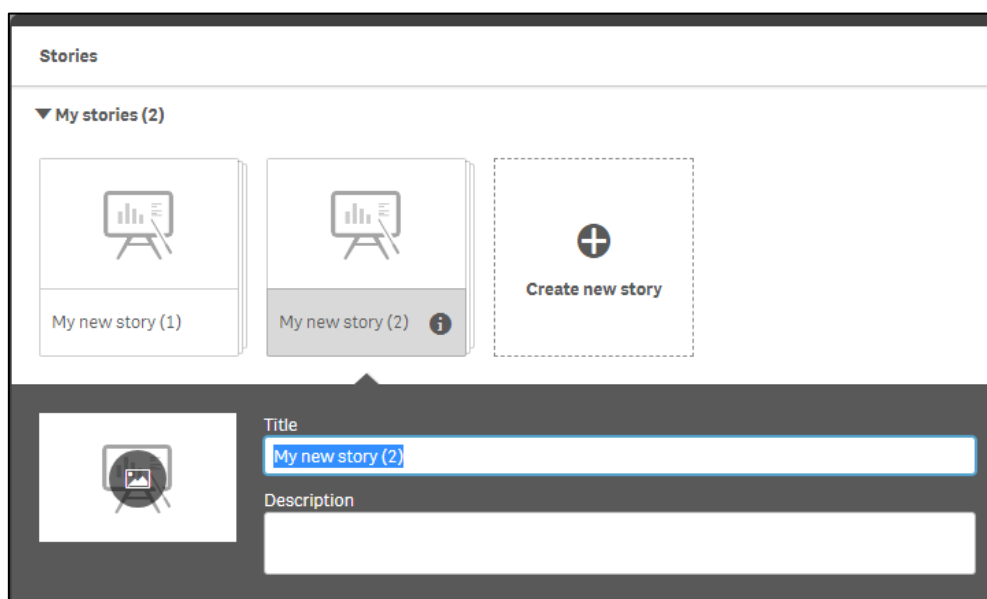 Stories
My stories (2)
My new story (1)
My new story (2)
Create new story
Title
My new story (2)
Description